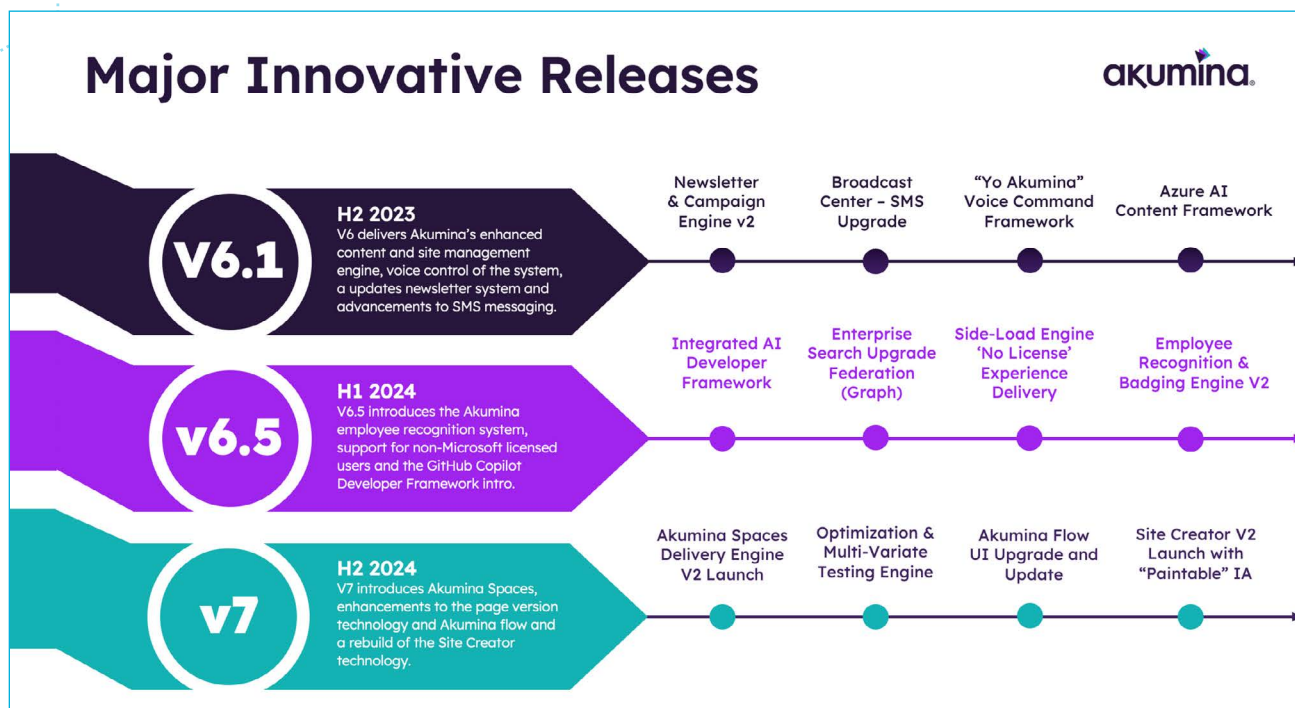 Major Innovative Releases
akumina®
V6.1
H2 2023
V6 delivers Akumina's enhanced
content and site management
engine, voice control of the system,
a updates newsletter system and
advancements to SMS messaging.
Newsletter
& Campaign
Engine v2
Broadcast
Center – SMS
Upgrade
“Yo Akumina”
Voice Command
Framework
Azure AI
Content Framework
v6.5
H1 2024
V6.5 introduces the Akumina
employee recognition system,
support for non-Microsoft licensed
users and the GitHub Copilot
Developer Framework intro.
Integrated AI
Developer
Framework
Enterprise
Search Upgrade
Federation
(Graph)
Side-Load Engine
‘No License’
Experience
Delivery
Employee
Recognition &
Badging Engine V2
v7
H2 2024
V7 introduces Akumina Spaces,
enhancements to the page version
technology and Akumina flow and
a rebuild of the Site Creator
technology.
Akumina Spaces
Delivery Engine
V2 Launch
Optimization &
Multi-Variate
Testing Engine
Akumina Flow
UI Upgrade and
Update
Site Creator V2
Launch with
“Paintable” IA